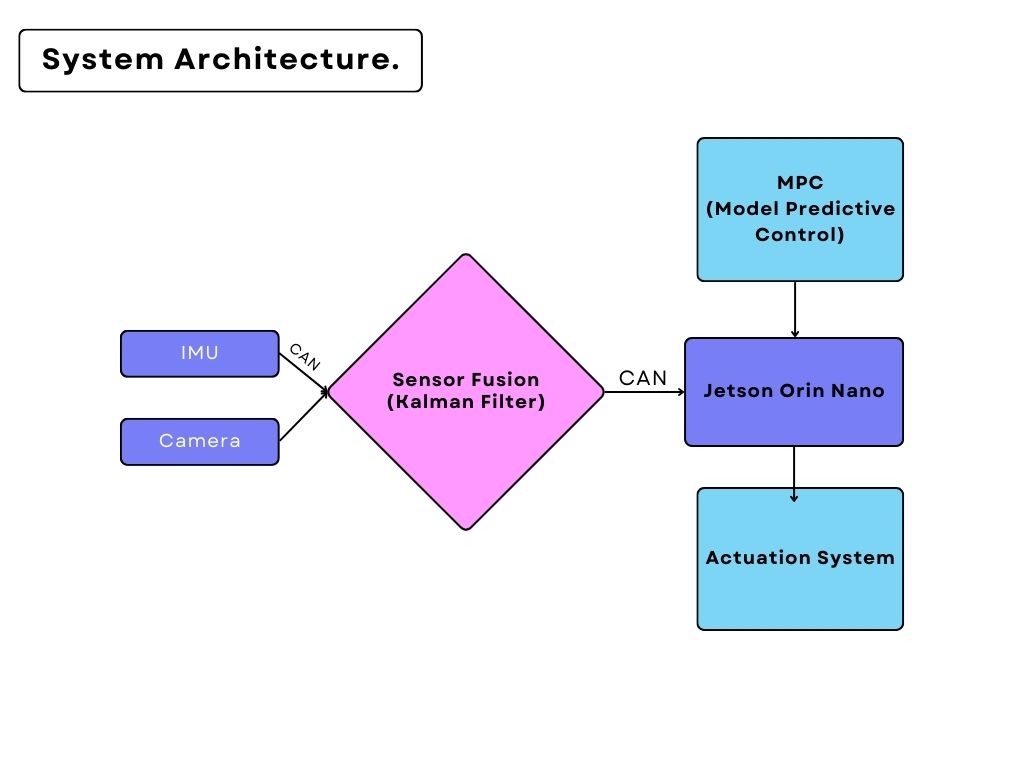 System Architecture.
MPC
(Model Predictive
Control)
IMU
CAN
Camera
Sensor Fusion
(Kalman Filter)
CAN
Jetson Orin Nano
Actuation System